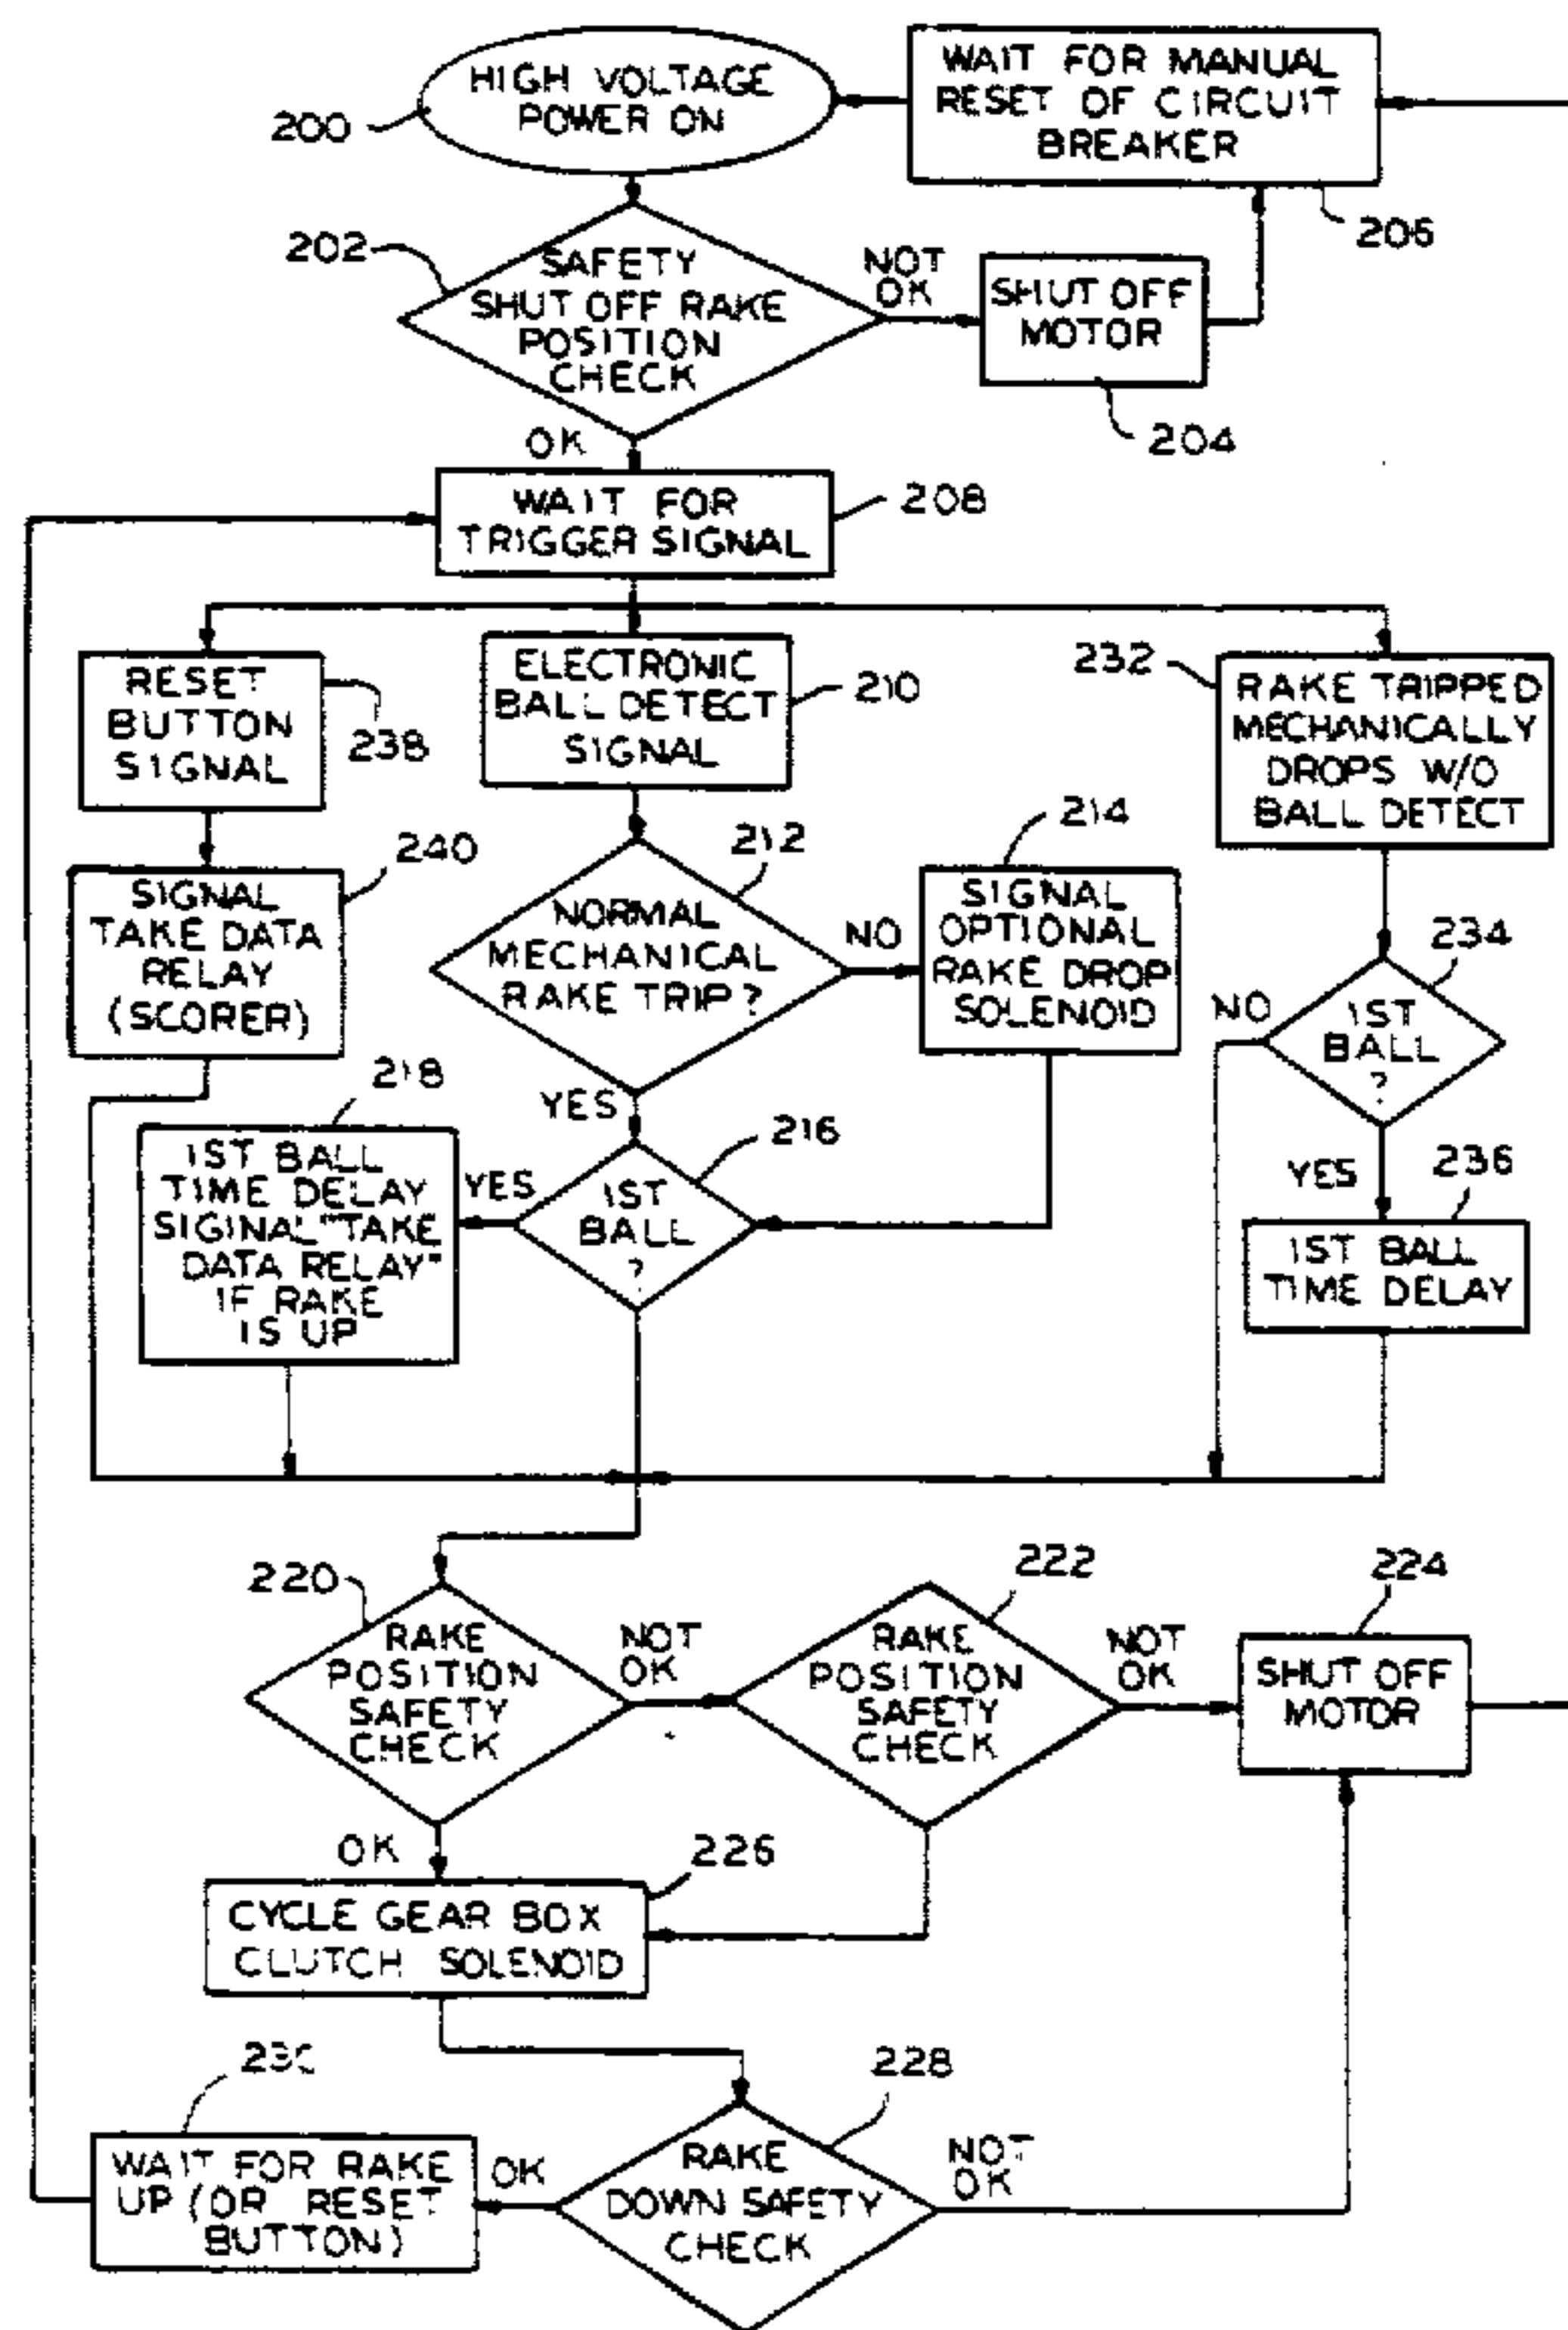 HIGH VOLTAGE
POWER ON
200
WAIT FOR MANUAL
RESET OF CIRCUIT
BREAKER
206
202
SAFETY
SHUT OFF RAKE
POSITION
CHECK
NOT
OK
SHUT OFF
MOTOR
204
OK
WAIT FOR
TRIGGER SIGNAL
208
RESET
BUTTON
SIGNAL
238
ELECTRONIC
BALL DETECT
SIGNAL
210
232
RAKE TRIPPED
MECHANICALLY
DROPS W/O
BALL DETECT
SIGNAL
TAKE DATA
RELAY
(SCORER)
240
NORMAL
MECHANICAL
RAKE TRIP?
212
NO
214
SIGNAL
OPTIONAL
RAKE DROP
SOLENOID
234
NO
1ST
BALL
?
YES
218
1ST BALL
TIME DELAY
SIGINAL "TAKE
DATA RELAY"
IF RAKE
IS UP
YES
1ST
BALL
?
216
YES
236
1ST BALL
TIME DELAY
220
RAKE
POSITION
SAFETY
CHECK
NOT
OK
222
RAKE
POSITION
SAFETY
CHECK
NOT
OK
224
SHUT OFF
MOTOR
OK
226
CYCLE GEAR BOX
CLUTCH SOLENOID
228
RAKE
DOWN SAFETY
CHECK
NOT
OK
OK
WAIT FOR RAKE
UP (OR RESET
BUTTON)